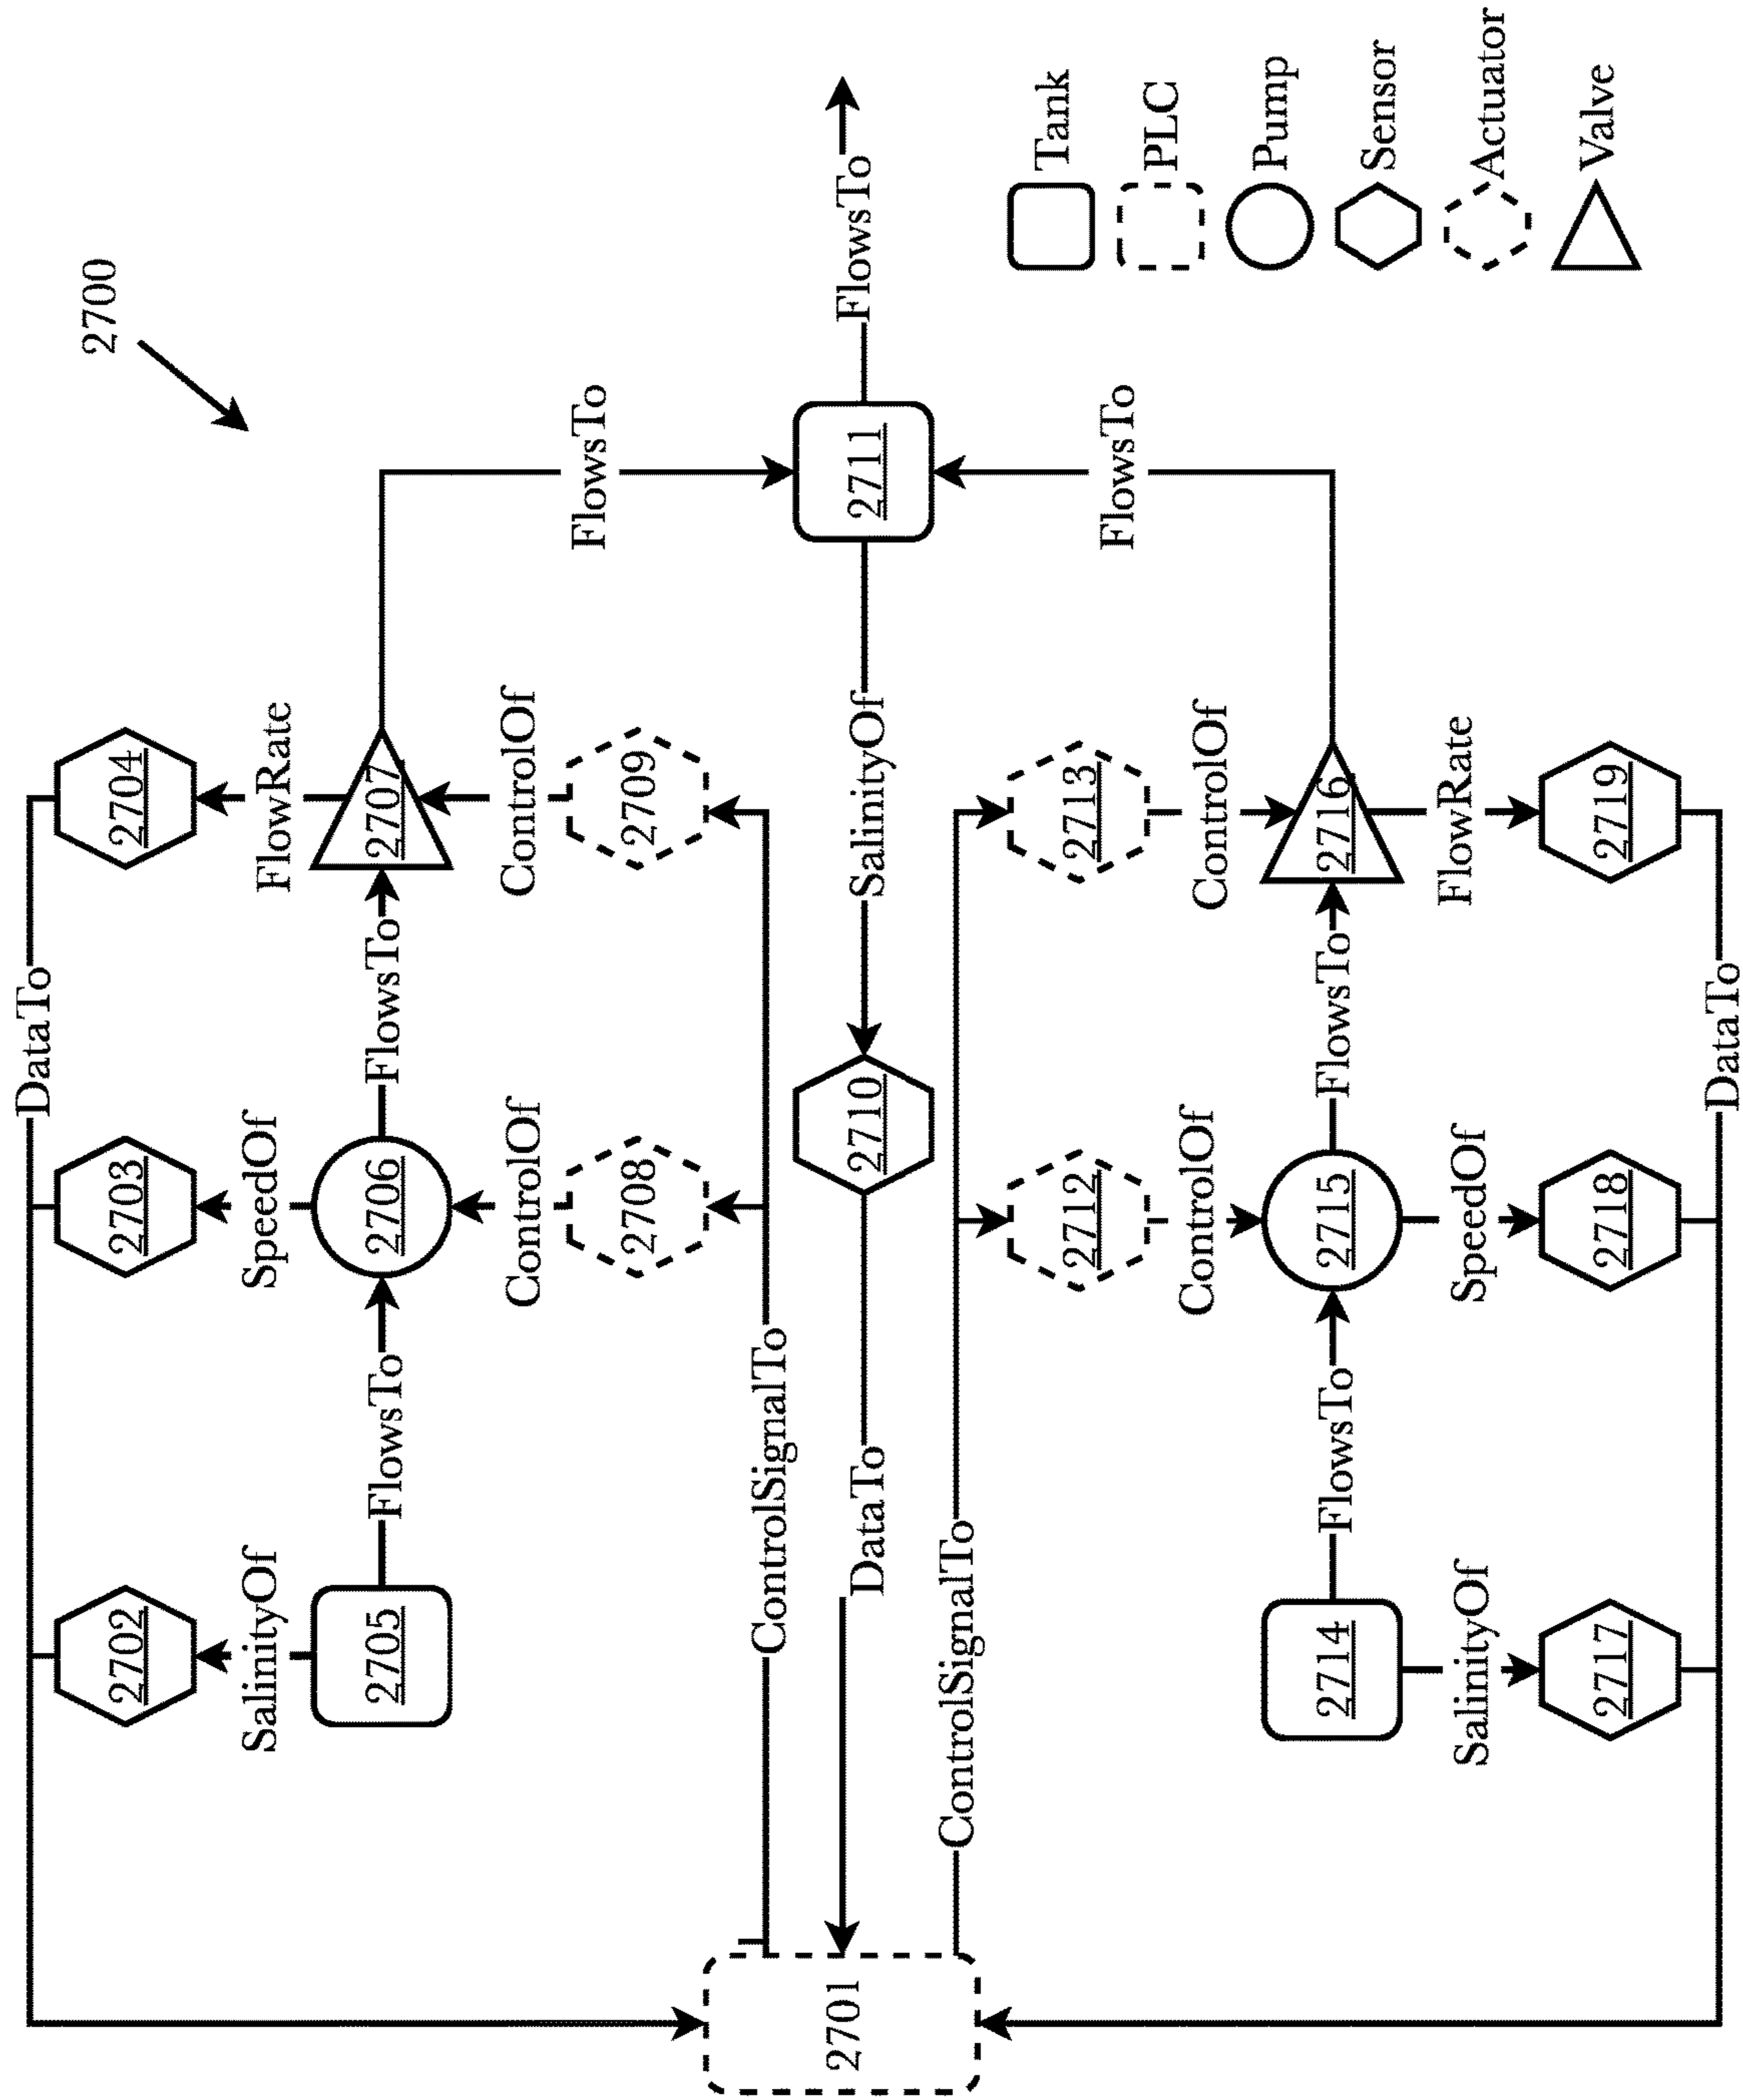 DataTo
2700
2702
2703
2704
SalinityOf
SpeedOf
FlowRate
2705
FlowsTo
2706
FlowsTo
2707
ControlOf
ControlOf
FlowsTo
2708
2709
ControlSignalTo
2701
DataTo
2710
SalinityOf
2711
FlowsTo
ControlSignalTo
2712
2713
FlowsTo
ControlOf
ControlOf
2714
FlowsTo
2715
FlowsTo
2716
SalinityOf
SpeedOf
FlowRate
2717
2718
2719
DataTo
Tank
PLC
Pump
Sensor
Actuator
Valve